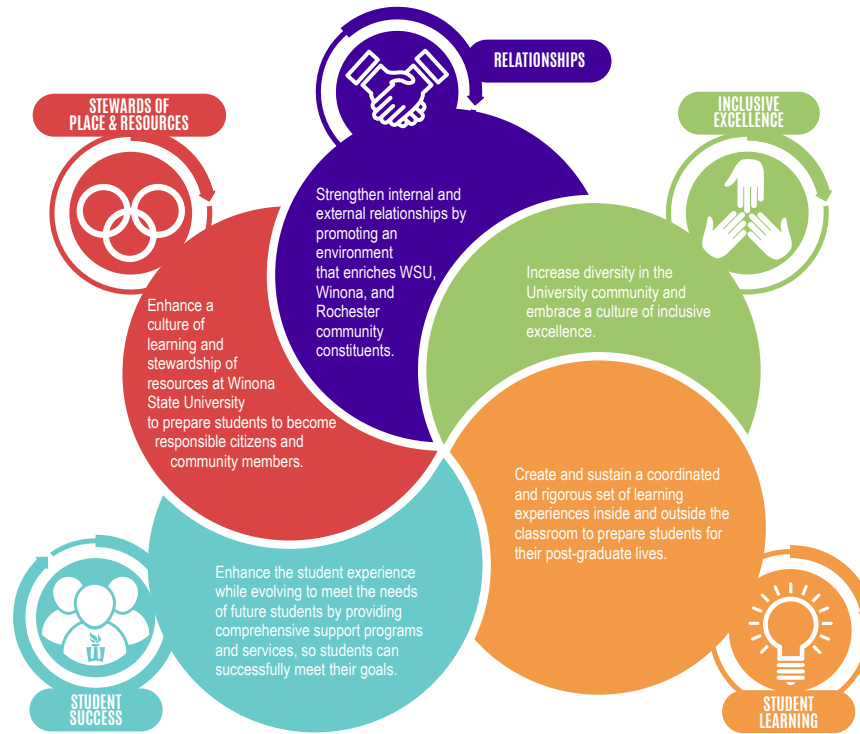 RELATIONSHIPS
Strengthen internal and
external relationships by
promoting an
environment
that enriches WSU,
Winona, and
Rochester
community
constituents.
INCLUSIVE
EXCELLENCE
Increase diversity in the
University community and
embrace a culture of inclusive
excellence.
STUDENT
LEARNING
Create and sustain a coordinated
and rigorous set of learning
experiences inside and outside the
classroom to prepare students for
their post-graduate lives.
STUDENT
SUCCESS
Enhance the student experience
while evolving to meet the needs
of future students by providing
comprehensive support programs
and services, so students can
successfully meet their goals.
STEWARDS OF
PLACE & RESOURCES
Enhance a
culture of
learning and
stewardship of
resources at Winona
State University
to prepare students to become
responsible citizens and
community members.